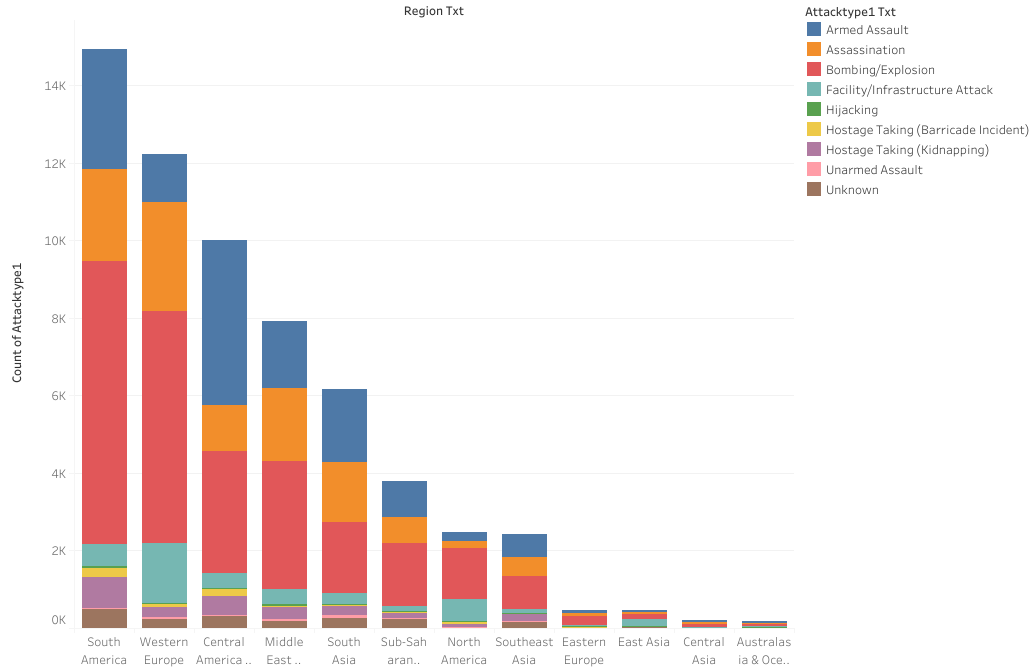 Region Txt
Attacktype1 Txt
Armed Assault
Assassination
Bombing/Explosion
Facility/Infrastructure Attack
Hijacking
Hostage Taking (Barricade Incident)
Hostage Taking (Kidnapping)
Unarmed Assault
Unknown
Count of Attacktype1
14K
12K
10K
8K
6K
4K
2K
0K
South
America
Western
Europe
Central
America ..
Middle
East ..
South
Asia
Sub-Sah
aran..
North
America
Southeast
Asia
Eastern
Europe
East Asia
Central
Asia
Australas
ia & Oce..